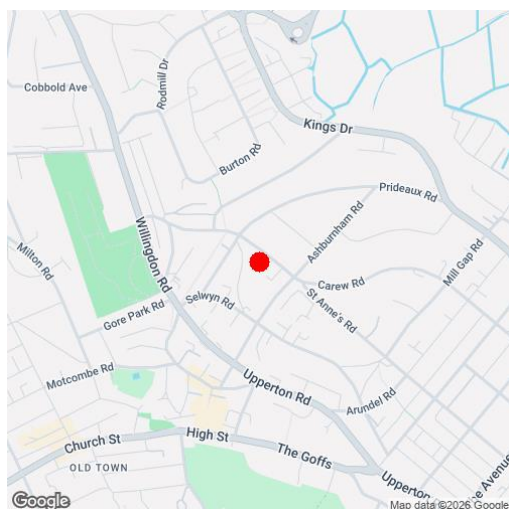 Cobbold Ave
Rodmill Dr
Kings Dr
Burton Rd
Prideaux Rd
Ashburnham Rd
Willingdon Rd
Milton Rd
Mill Gap Rd
Carew Rd
Selwyn Rd
St Anne's Rd
Gore Park Rd
Motcombe Rd
Upperton Rd
Arundel Rd
Church St
High St
The Goffs
OLD TOWN
Upperton
he Avenue
Google
Map data ©2026 Google